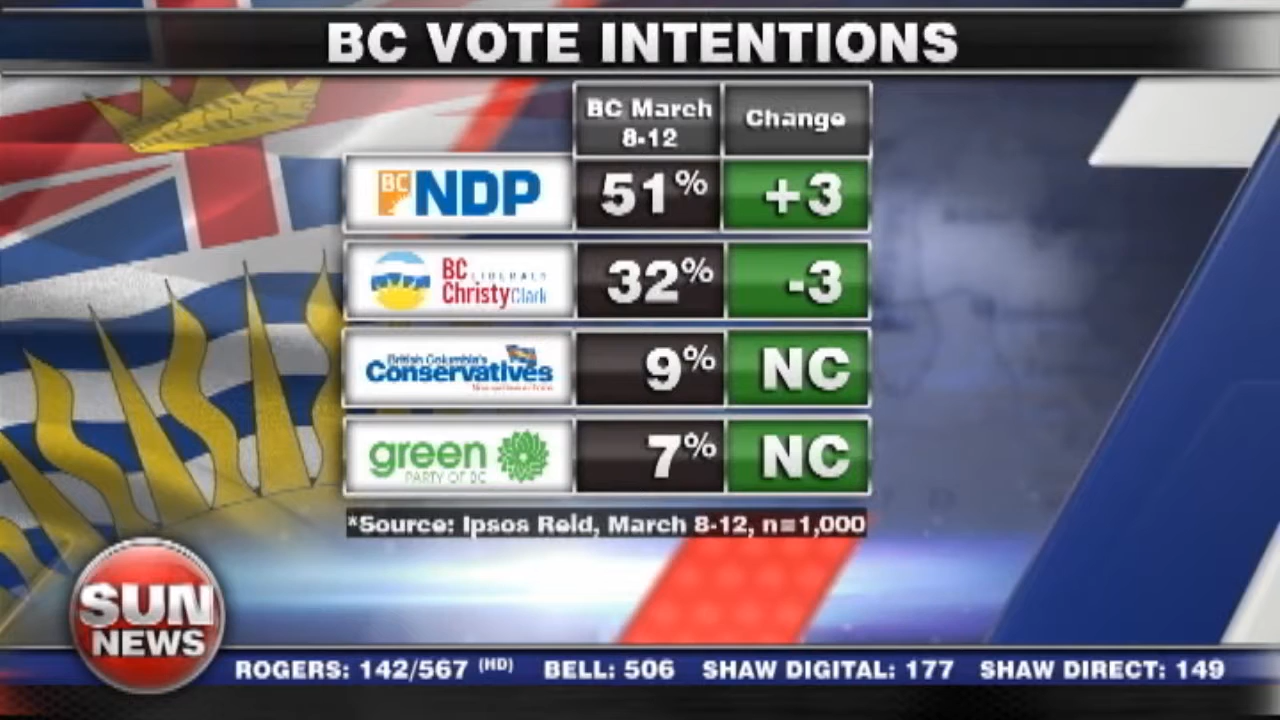 BC VOTE INTENTIONS
BC March
8-12
Change
BC NDP
51%
+3
BC LIBERALS
ChristyClark
32%
-3
British Columbia's
Conservatives
9%
NC
green
PARTY OF BC
7%
NC
*Source: Ipsos Reid, March 8-12, n=1,000
SUN
NEWS
ROGERS: 142/567 (HD) BELL: 506 SHAW DIGITAL: 177 SHAW DIRECT: 149